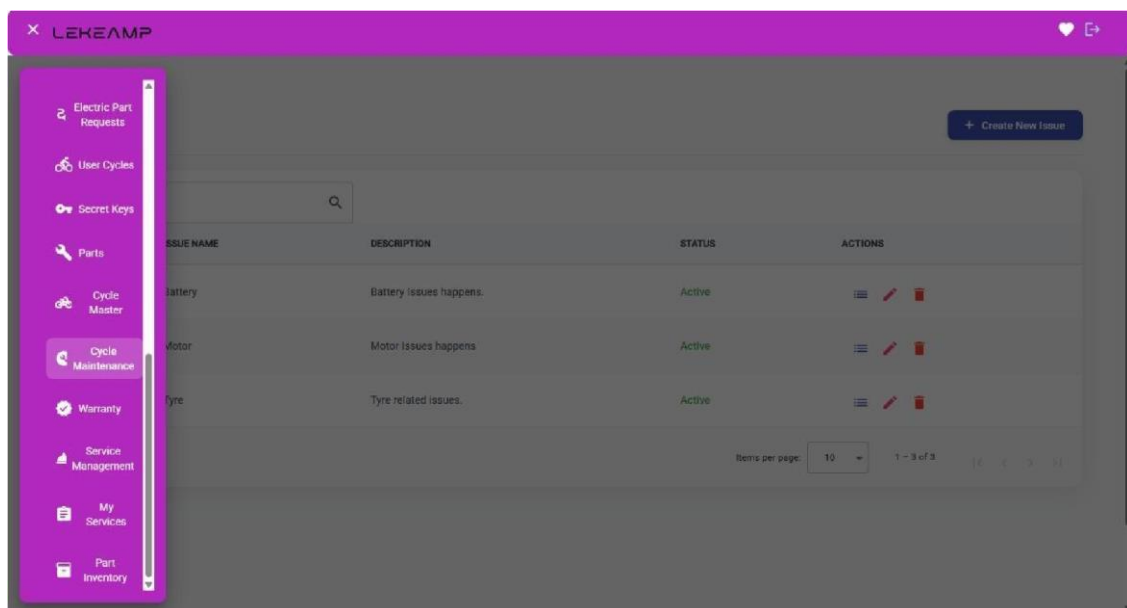 LEKEAMP
Electric Part
Requests
+ Create New Issue
User Cycles
Secret Keys
Parts
SSUE NAME
DESCRIPTION
STATUS
ACTIONS
Cycle
Master
attery
Battery Issues happens.
Active
Cycle
Maintenance
Motor
Motor Issues happens
Active
Warranty
Tyre
Tyre related issues.
Active
Service
Management
Items per page:
10
1 – 3 of 3
My
Services
Part
Inventory